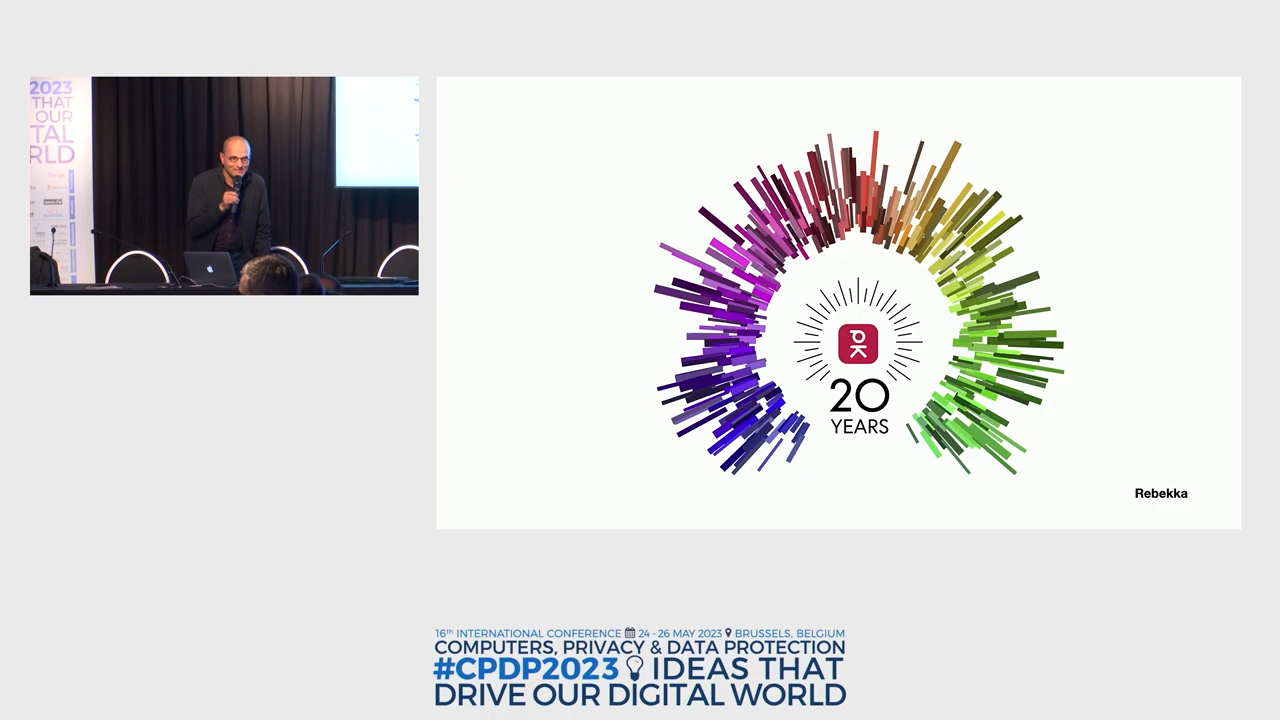 2023
THAT
OUR
TAL
RLD
pk
20
YEARS
Rebekka
16th INTERNATIONAL CONFERENCE 24 - 26 MAY 2023 BRUSSELS, BELGIUM
COMPUTERS, PRIVACY & DATA PROTECTION
#CPDP2023 IDEAS THAT
DRIVE OUR DIGITAL WORLD